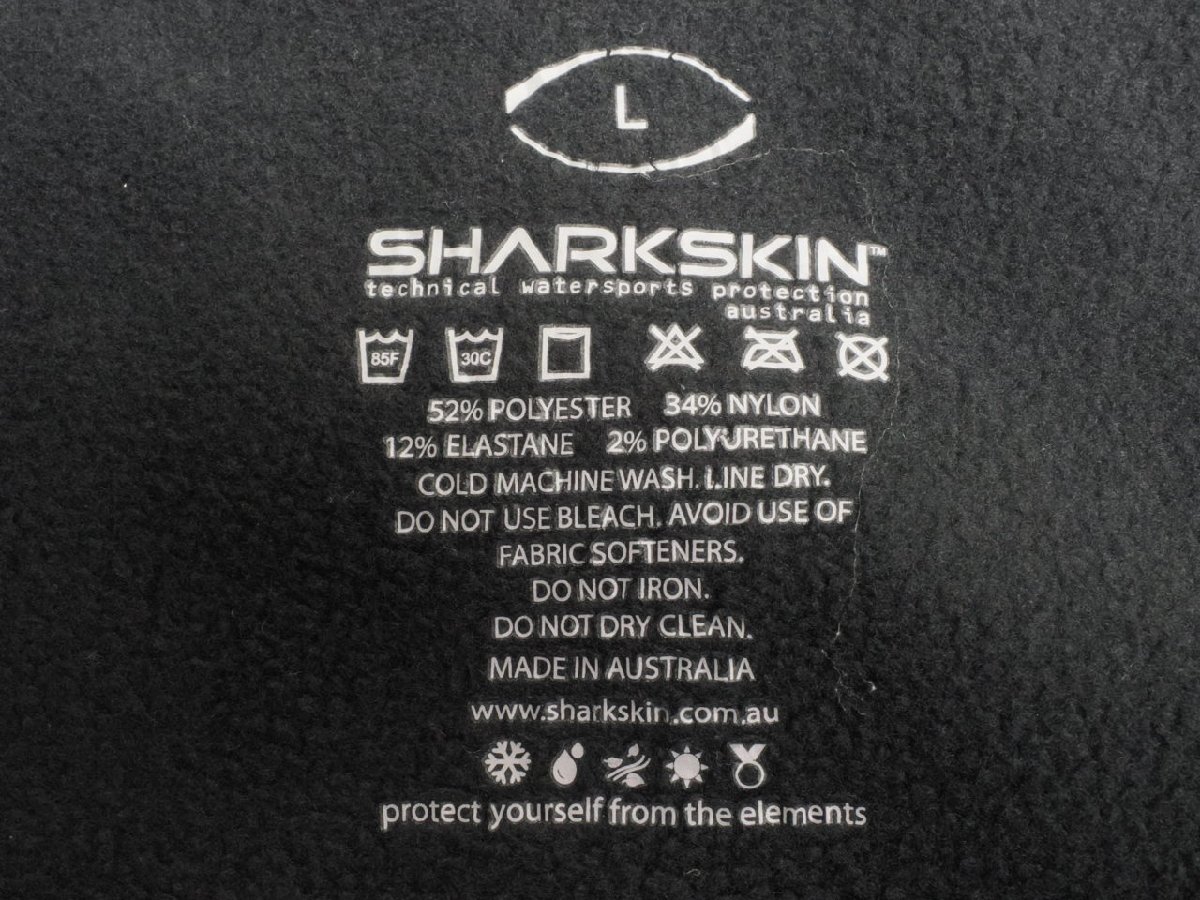 L
SHARKSKIN™
technical watersports protection
australia
85F 30C
52% POLYESTER 34% NYLON
12% ELASTANE 2% POLYURETHANE
COLD MACHINE WASH. LINE DRY.
DO NOT USE BLEACH. AVOID USE OF
FABRIC SOFTENERS.
DO NOT IRON.
DO NOT DRY CLEAN.
MADE IN AUSTRALIA
www.sharkskin.com.au
protect yourself from the elements